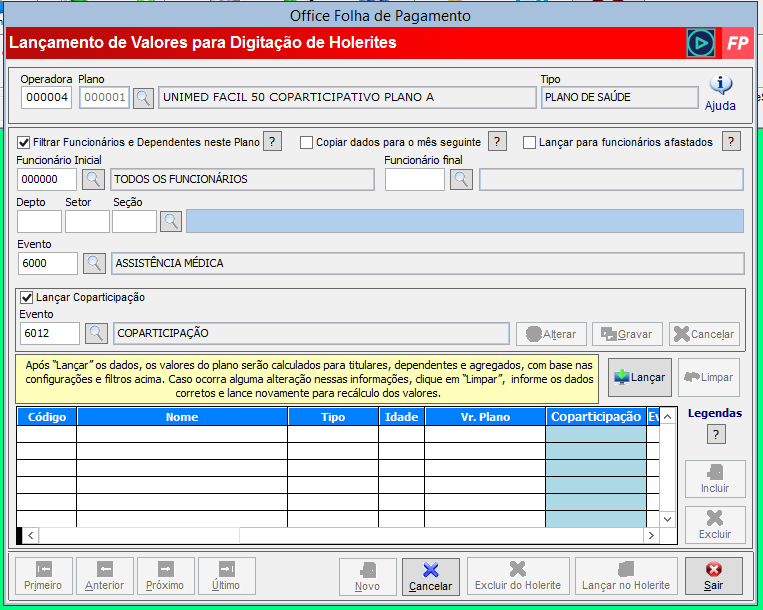 Office Folha de Pagamento
Lançamento de Valores para Digitação de Holerites
FP
Operadora Plano Tipo
000004 000001 UNIMED FACIL 50 COPARTICIPATIVO PLANO A PLANO DE SAÚDE
Ajuda
Filtrar Funcionários e Dependentes neste Plano ? Copiar dados para o mês seguinte ? Lançar para funcionários afastados ?
Funcionário Inicial Funcionário final
000000 TODOS OS FUNCIONÁRIOS
Depto Setor Seção
Evento
6000 ASSISTÊNCIA MÉDICA
Lançar Coparticipação
Evento
6012 COPARTICIPAÇÃO Alterar Gravar Cancelar
Após "Lançar" os dados, os valores do plano serão calculados para titulares, dependentes e agregados, com base nas
configurações e filtros acima. Caso ocorra alguma alteração nessas informações, clique em "Limpar", informe os dados
corretos e lance novamente para recálculo dos valores.
Lançar Limpar
Código Nome Tipo Idade Vr. Plano Coparticipação
Legendas
?
Incluir
Excluir
Primeiro Anterior Próximo Último Novo Cancelar Excluir do Holerite Lançar no Holerite Sair